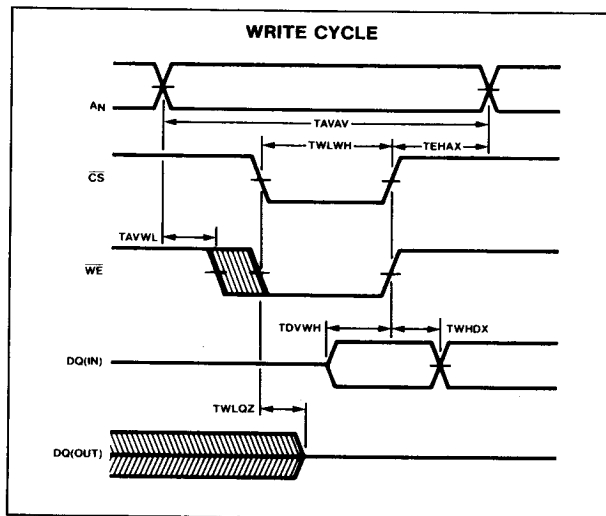 WRITE CYCLE
AN
TAVAV
TWLWH
TEHAX
CS
TAVWL
WE
TDVWH
TWHDX
DQ(IN)
TWLQZ
DQ(OUT)